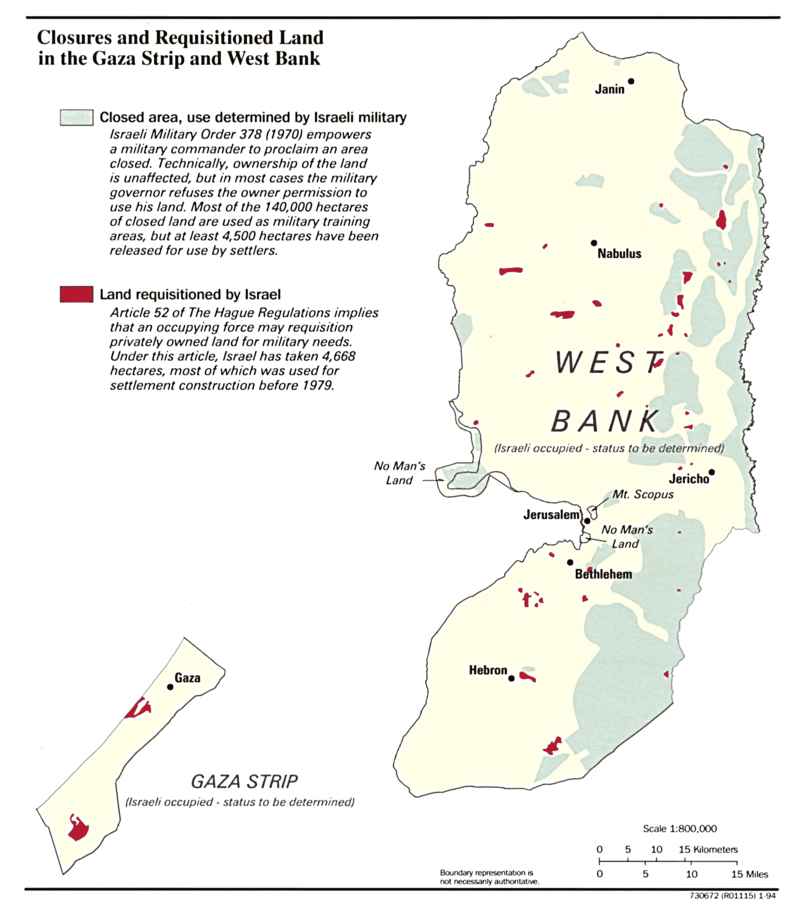 Closures and Requisitioned Land
in the Gaza Strip and West Bank
Closed area, use determined by Israeli military
Israeli Military Order 378 (1970) empowers
a military commander to proclaim an area
closed. Technically, ownership of the land
is unaffected, but in most cases the military
governor refuses the owner permission to
use his land. Most of the 140,000 hectares
of closed land are used as military training
areas, but at least 4,500 hectares have been
released for use by settlers.
Land requisitioned by Israel
Article 52 of The Hague Regulations implies
that an occupying force may requisition
privately owned land for military needs.
Under this article, Israel has taken 4,668
hectares, most of which was used for
settlement construction before 1979.
Janin
Nabulus
WEST
BANK
(Israeli occupied - status to be determined)
No Man's
Land
Jericho
Mt. Scopus
Jerusalem
No Man's
Land
Bethlehem
Hebron
Gaza
GAZA STRIP
(Israeli occupied - status to be determined)
Scale 1:800,000
0 5 10 15 Kilometers
0 5 10 15 Miles
Boundary representation is
not necessarily authoritative.
730672 (R01115) 1-94